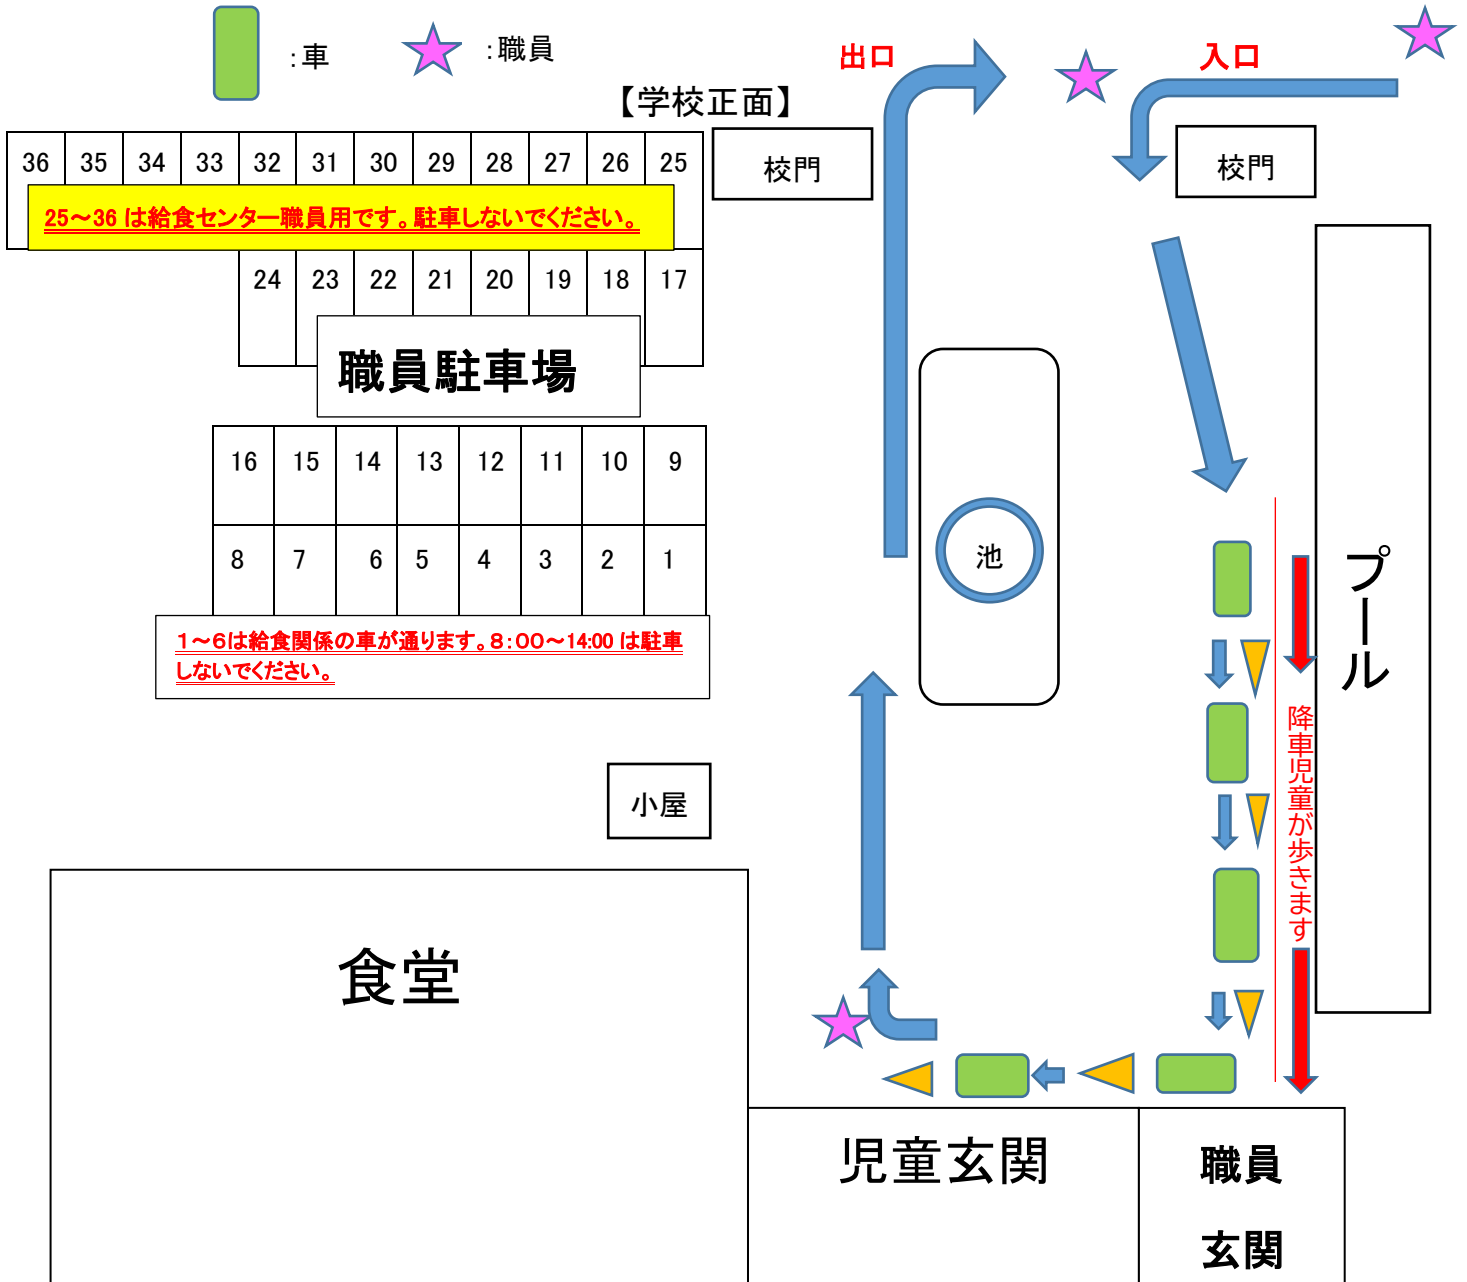 :車
:職員
出口
入口
【学校正面】
校門
校門
36 35 34 33 32 31 30 29 28 27 26 25
25～36 は給食センター職員用です。駐車しないでください。
24 23 22 21 20 19 18 17
職員駐車場
16 15 14 13 12 11 10 9
8 7 6 5 4 3 2 1
1～6は給食関係の車が通ります。8:00～14:00 は駐車
しないでください。
池
プール
降車児童が歩きます
小屋
食堂
児童玄関
職員
玄関